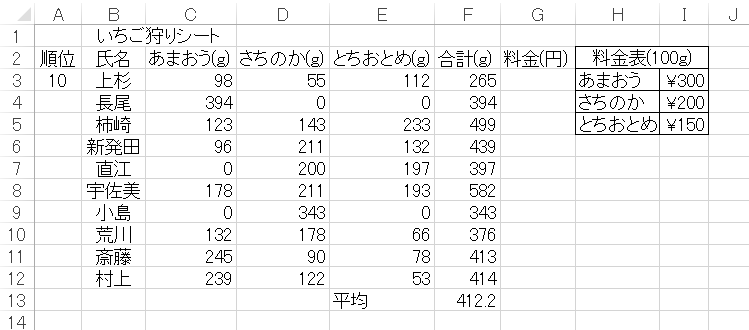 A B C D E F G H I J
1 いちご狩りシート
2 順位 氏名 あまおう(g) さちのか(g) とちおとめ(g) 合計(g) 料金(円) 料金表(100g)
3 10 上杉 98 55 112 265 あまおう ¥300
4 長尾 394 0 0 394 さちのか ¥200
5 柿崎 123 143 233 499 とちおとめ ¥150
6 新発田 96 211 132 439
7 直江 0 200 197 397
8 宇佐美 178 211 193 582
9 小島 0 343 0 343
10 荒川 132 178 66 376
11 斎藤 245 90 78 413
12 村上 239 122 53 414
13 平均 412.2
14